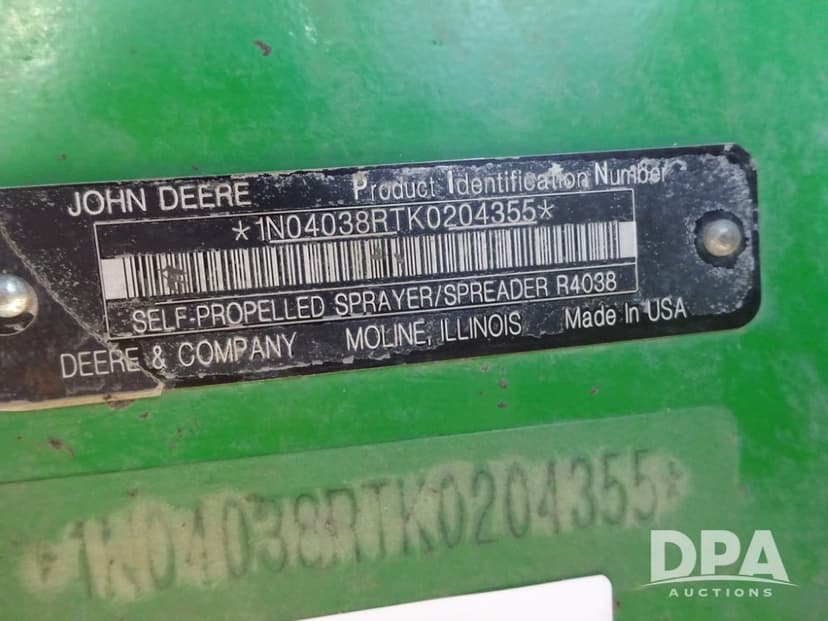 JOHN DEERE Product Identification Number
*1N04038RTK0204355*
SELF-PROPELLED SPRAYER/SPREADER R4038
DEERE & COMPANY MOLINE, ILLINOIS Made In USA
*1N04038RTK0204355*
DPA
AUCTIONS